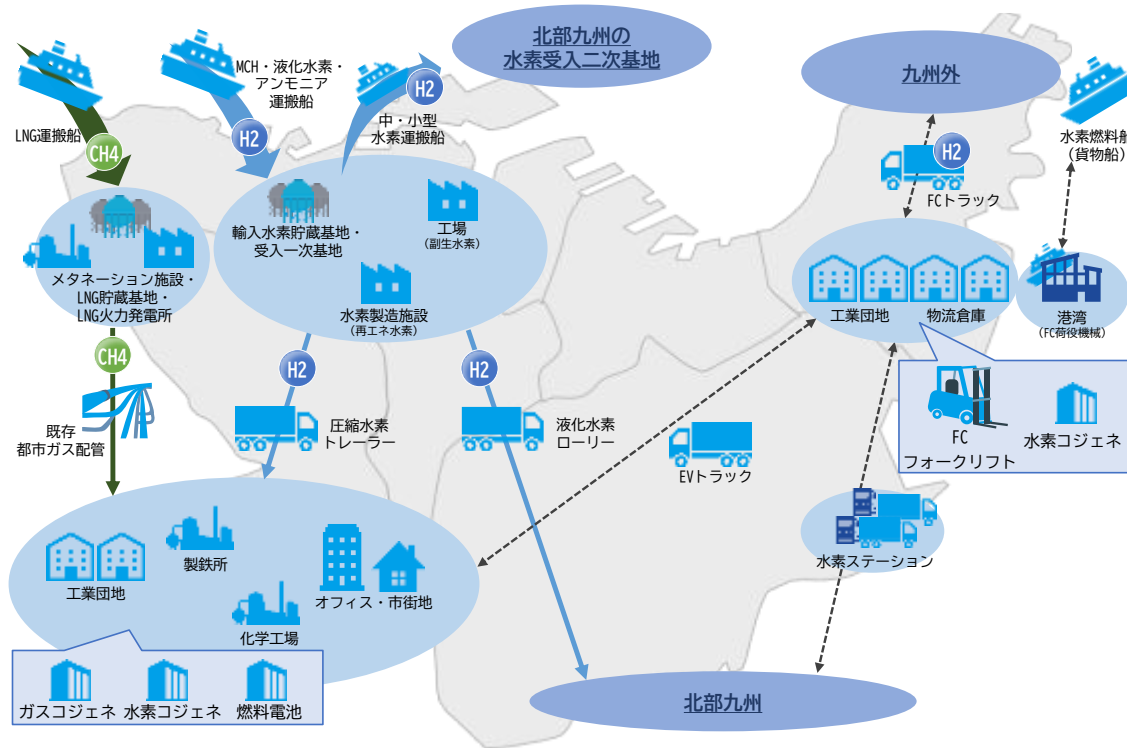 北部九州の
水素受入二次基地
九州外
MCH・液化水素・
アンモニア
運搬船
H2
中・小型
水素運搬船
LNG運搬船
CH4
H2
H2
FCトラック
水素燃料船
(貨物船)
輸入水素貯蔵基地・
受入一次基地
工場
(副生水素)
水素製造施設
(再エネ水素)
メタネーション施設・
LNG貯蔵基地・
LNG火力発電所
工業団地
物流倉庫
港湾
(FC荷役機械)
CH4
H2
H2
既存
都市ガス配管
圧縮水素
トレーラー
液化水素
ローリー
EVトラック
FC
フォークリフト
水素コジェネ
水素ステーション
工業団地
製鉄所
化学工場
オフィス・市街地
ガスコジェネ
水素コジェネ
燃料電池
北部九州